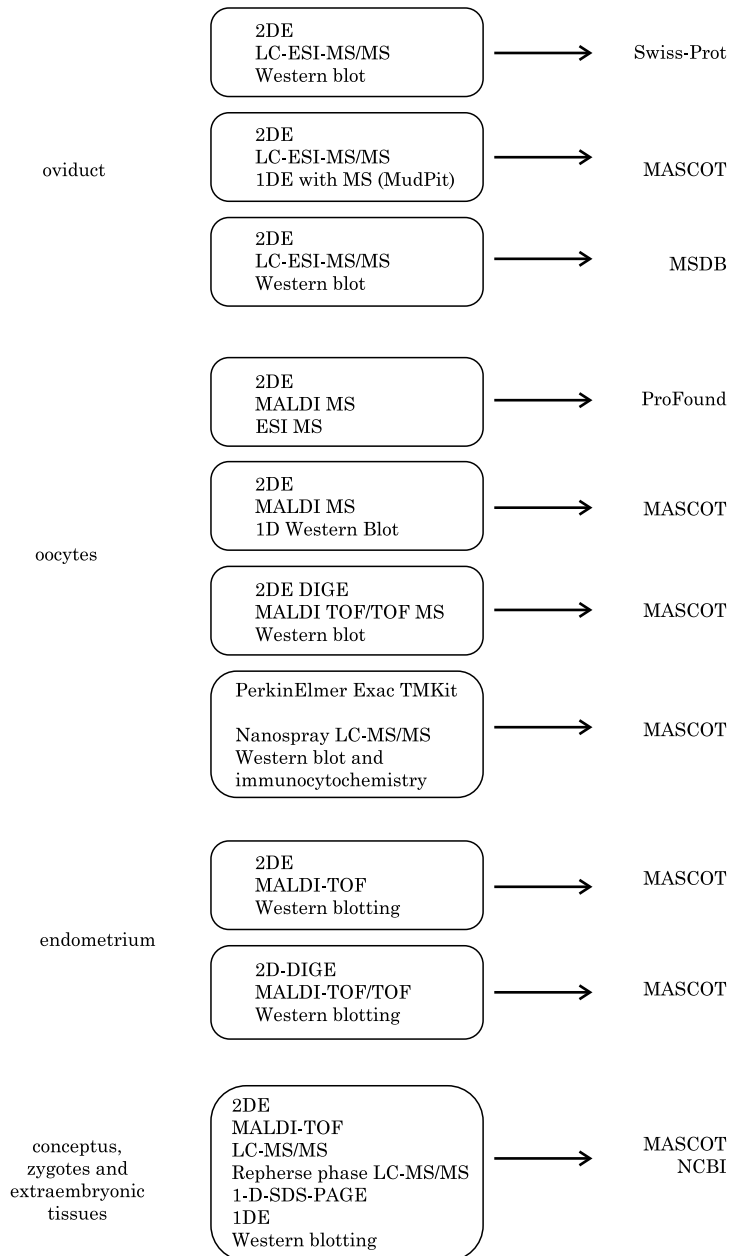 2DE
LC-ESI-MS/MS
Western blot
Swiss-Prot
oviduct
2DE
LC-ESI-MS/MS
1DE with MS (MudPit)
MASCOT
2DE
LC-ESI-MS/MS
Western blot
MSDB
oocytes
2DE
MALDI MS
ESI MS
ProFound
2DE
MALDI MS
1D Western Blot
MASCOT
2DE DIGE
MALDI TOF/TOF MS
Western blot
MASCOT
PerkinElmer Exac TMKit
Nanospray LC-MS/MS
Western blot and
immunocytochemistry
MASCOT
endometrium
2DE
MALDI-TOF
Western blotting
MASCOT
2D-DIGE
MALDI-TOF/TOF
Western blotting
MASCOT
conceptus,
zygotes and
extraembryonic
tissues
2DE
MALDI-TOF
LC-MS/MS
Repherse phase LC-MS/MS
1-D-SDS-PAGE
1DE
Western blotting
MASCOT
NCBI